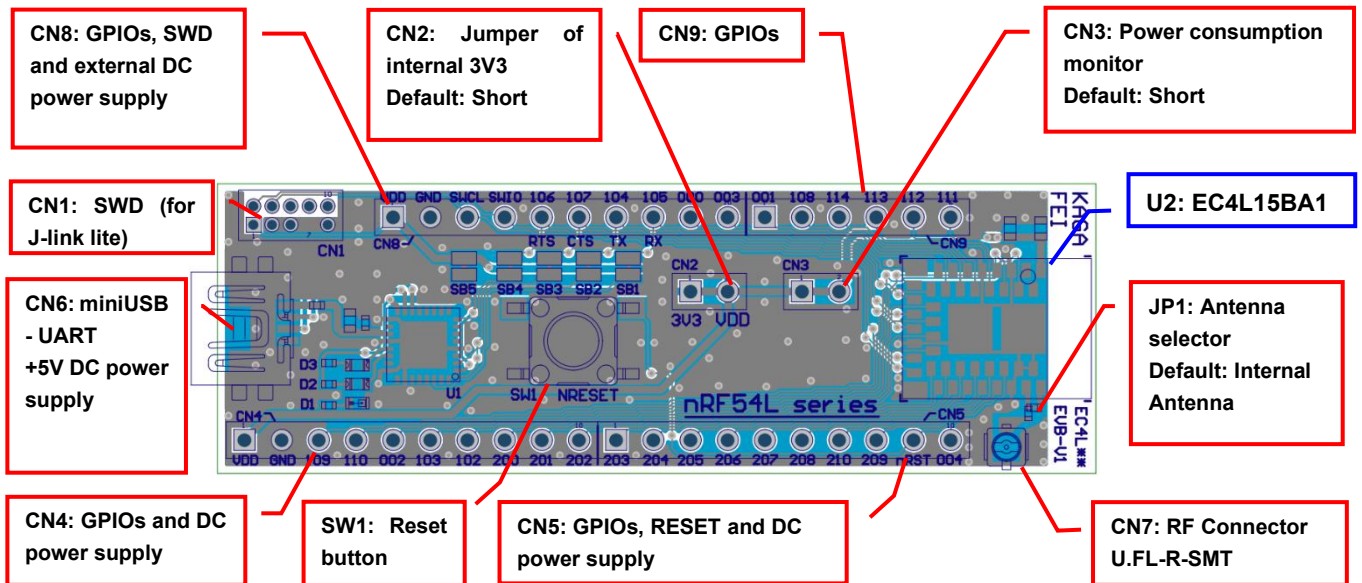 CN8: GPIOs, SWD
and external DC
power supply
CN2: Jumper of
internal 3V3
Default: Short
CN9: GPIOs
CN3: Power consumption
monitor
Default: Short
CN1: SWD (for
J-link lite)
U2: EC4L15BA1
CN6: miniUSB
- UART
+5V DC power
supply
JP1: Antenna
selector
Default: Internal
Antenna
CN4: GPIOs and DC
power supply
SW1: Reset
button
CN5: GPIOs, RESET and DC
power supply
CN7: RF Connector
U.FL-R-SMT
VDD GND SWCL SWIO 106 107 104 105 000 003 001 108 114 113 112 111
RTS CTS TX RX
CN1
CN8
CN9
KAGA
FEI
SB5 SB4 SB3 SB2 SB1
CN2
CN3
3V3 VDD
D3
D2
D1
U1
SW1 NRESET
nRF54L series
CN4
CN5
EC4L**
EVB-V1
VDD GND 109 110 002 103 102 200 201 202 203 204 205 206 207 208 210 209 nRST 004